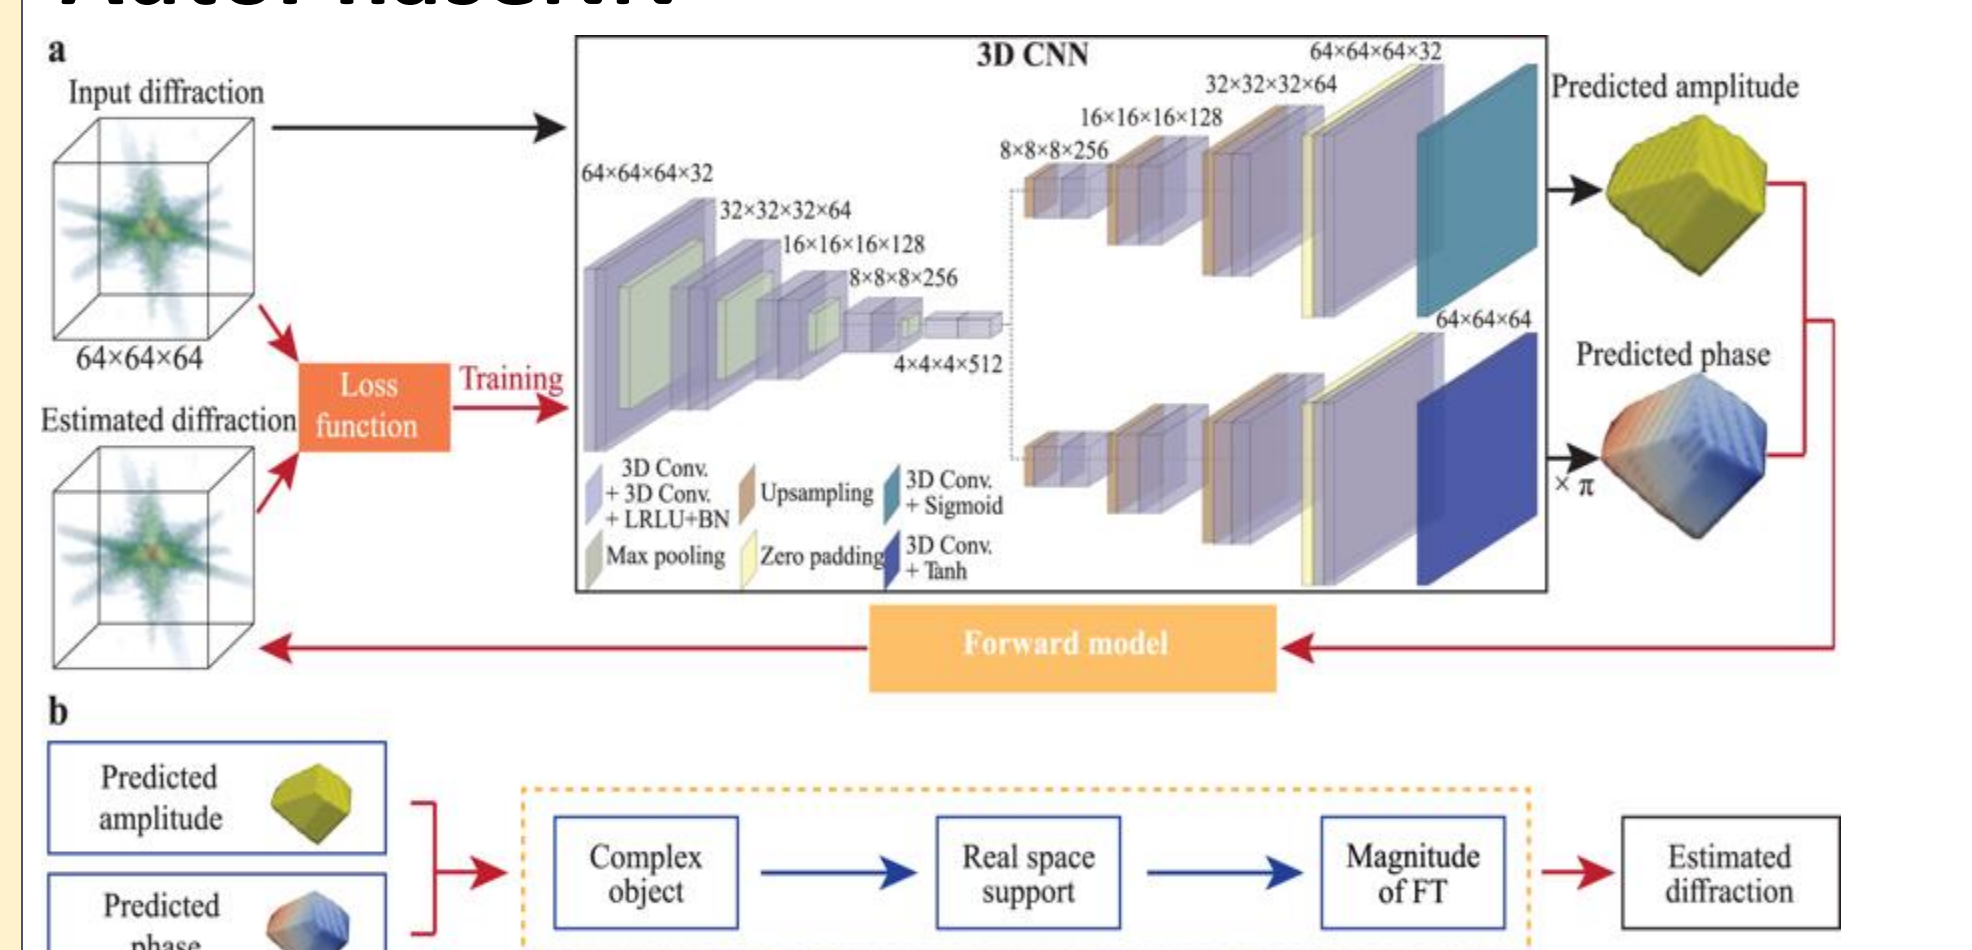 AutoPhaseNN
a
Input diffraction
64×64×64
Estimated diffraction
Loss
function
Training
3D CNN
64×64×64×32
32×32×32×64
16×16×16×128
8×8×8×256
4×4×4×512
8×8×8×256
16×16×16×128
32×32×32×64
64×64×64×32
64×64×64
3D Conv.
+ 3D Conv.
+ LRLU+BN
Max pooling
Upsampling
Zero padding
3D Conv.
+ Sigmoid
3D Conv.
+ Tanh
Predicted amplitude
Predicted phase
× π
Forward model
b
Predicted
amplitude
Predicted
phase
Complex
object
Real space
support
Magnitude
of FT
Estimated
diffraction